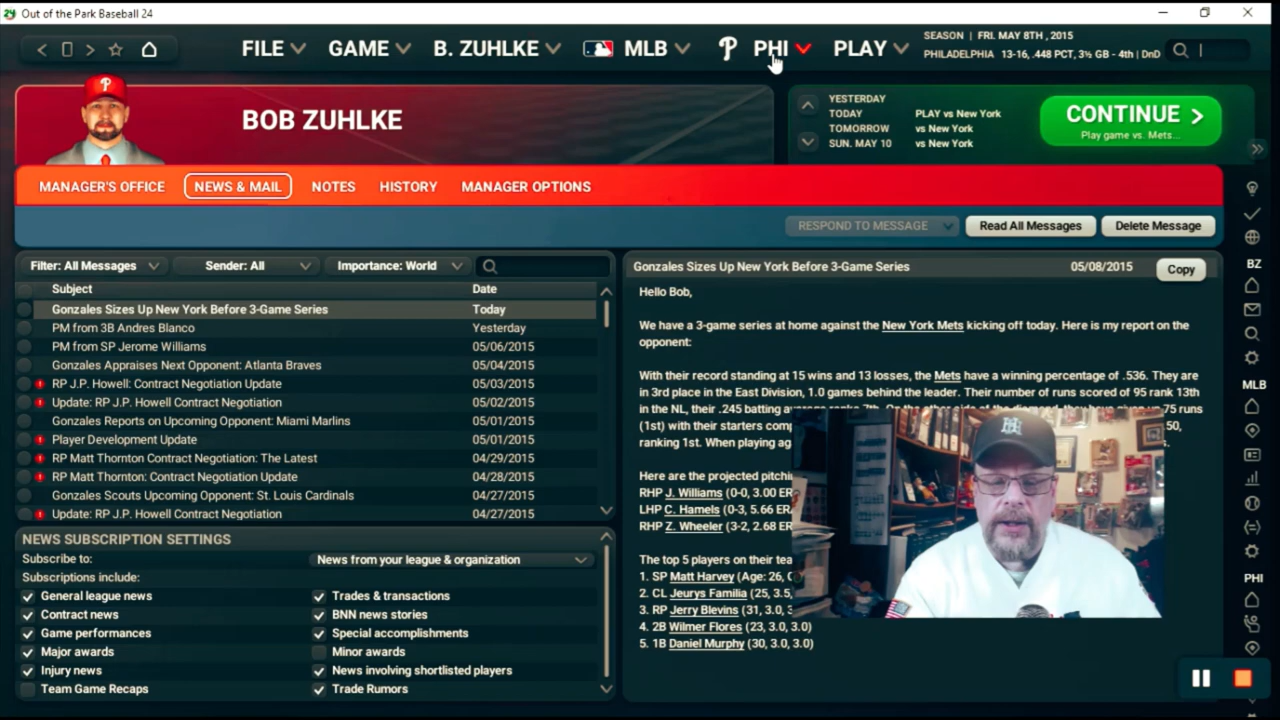 Out of the Park Baseball 24
FILE GAME B. ZUHLKE MLB PHI PLAY
SEASON | FRI. MAY 8TH , 2015
PHILADELPHIA 13-16, .448 PCT, 3½ GB - 4th | DnD
BOB ZUHLKE
YESTERDAY
TODAY PLAY vs New York
TOMORROW vs New York
SUN. MAY 10 vs New York
CONTINUE >
Play game vs. Mets...
MANAGER'S OFFICE NEWS & MAIL NOTES HISTORY MANAGER OPTIONS
RESPOND TO MESSAGE Read All Messages Delete Message
Filter: All Messages Sender: All Importance: World
Subject Date
Gonzales Sizes Up New York Before 3-Game Series Today
PM from 3B Andres Blanco Yesterday
PM from SP Jerome Williams 05/06/2015
Gonzales Appraises Next Opponent: Atlanta Braves 05/04/2015
RP J.P. Howell: Contract Negotiation Update 05/03/2015
Update: RP J.P. Howell Contract Negotiation 05/02/2015
Gonzales Reports on Upcoming Opponent: Miami Marlins 05/01/2015
Player Development Update 05/01/2015
RP Matt Thornton Contract Negotiation: The Latest 04/29/2015
RP Matt Thornton: Contract Negotiation Update 04/28/2015
Gonzales Scouts Upcoming Opponent: St. Louis Cardinals 04/27/2015
Update: RP J.P. Howell Contract Negotiation 04/27/2015
NEWS SUBSCRIPTION SETTINGS
Subscribe to: News from your league & organization
Subscriptions include:
General league news Trades & transactions
Contract news BNN news stories
Game performances Special accomplishments
Major awards Minor awards
Injury news News involving shortlisted players
Team Game Recaps Trade Rumors
Gonzales Sizes Up New York Before 3-Game Series 05/08/2015 Copy
Hello Bob,
We have a 3-game series at home against the New York Mets kicking off today. Here is my report on the
opponent:
With their record standing at 15 wins and 13 losses, the Mets have a winning percentage of .536. They are
in 3rd place in the East Division, 1.0 games behind the leader. Their number of runs scored of 95 rank 13th
in the NL, their .245 batting average ranks 7th. On the other side of the diamond, they have given up 75 runs
(1st) with their starters 50,
ranking 1st. When playing
Here are the projected
RHP J. Williams (0-0, 3.00
LHP C. Hamels (0-3, 5.66
RHP Z. Wheeler (3-2, 2.68
The top 5 players on their
1. SP Matt Harvey (Age: 26,
2. CL Jeurys Familia (25, 3.5,
3. RP Jerry Blevins (31, 3.0,
4. 2B Wilmer Flores (23, 3.0, 3.0)
5. 1B Daniel Murphy (30, 3.0, 3.0)
BZ
MLB
PHI